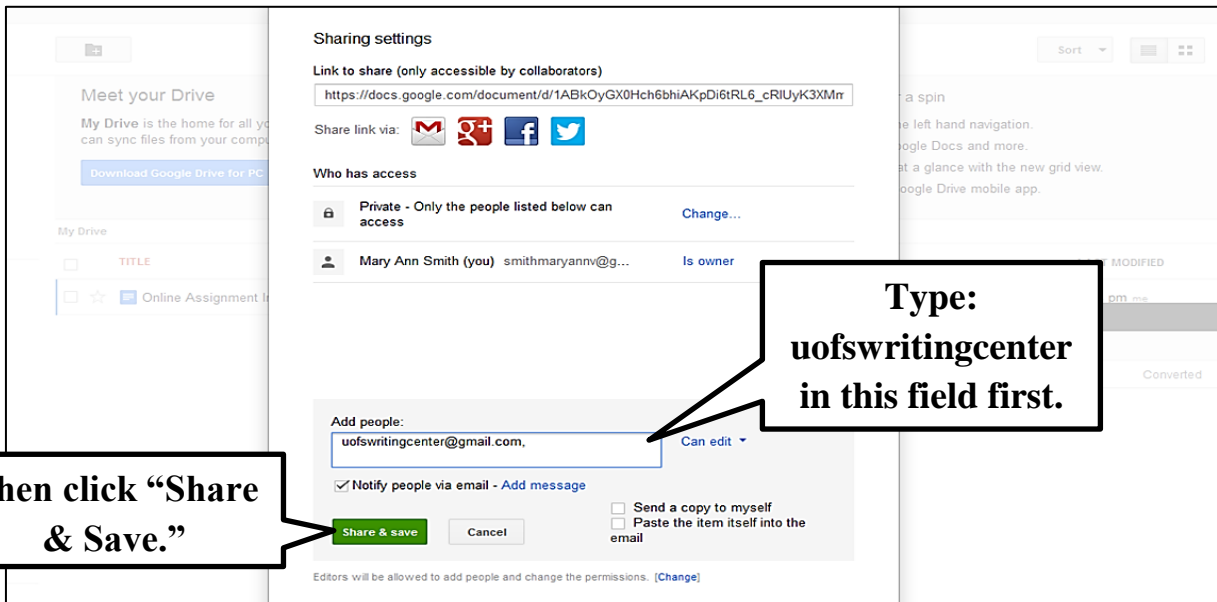 Sharing settings
Link to share (only accessible by collaborators)
https://docs.google.com/document/d/1ABkOyGX0Hch6bhiAKpDi6tRL6_cRlUyK3XMm
Share link via:
Who has access
Private - Only the people listed below can
access
Change...
Mary Ann Smith (you) smithmaryannv@g... Is owner
Add people:
uofswritingcenter@gmail.com,
Can edit
Notify people via email - Add message
Send a copy to myself
Paste the item itself into the
email
Share & save Cancel
Editors will be allowed to add people and change the permissions. [Change]
Type:
uofswritingcenter
in this field first.
hen click “Share
& Save.”
Sort
Meet your Drive
My Drive is the home for all
can sync files from your
Download Google Drive for PC
My Drive
TITLE
Online Assignment
a spin
left hand navigation.
Docs and more.
at a glance with the new grid view.
Drive mobile app.
MODIFIED
pm me
Converted